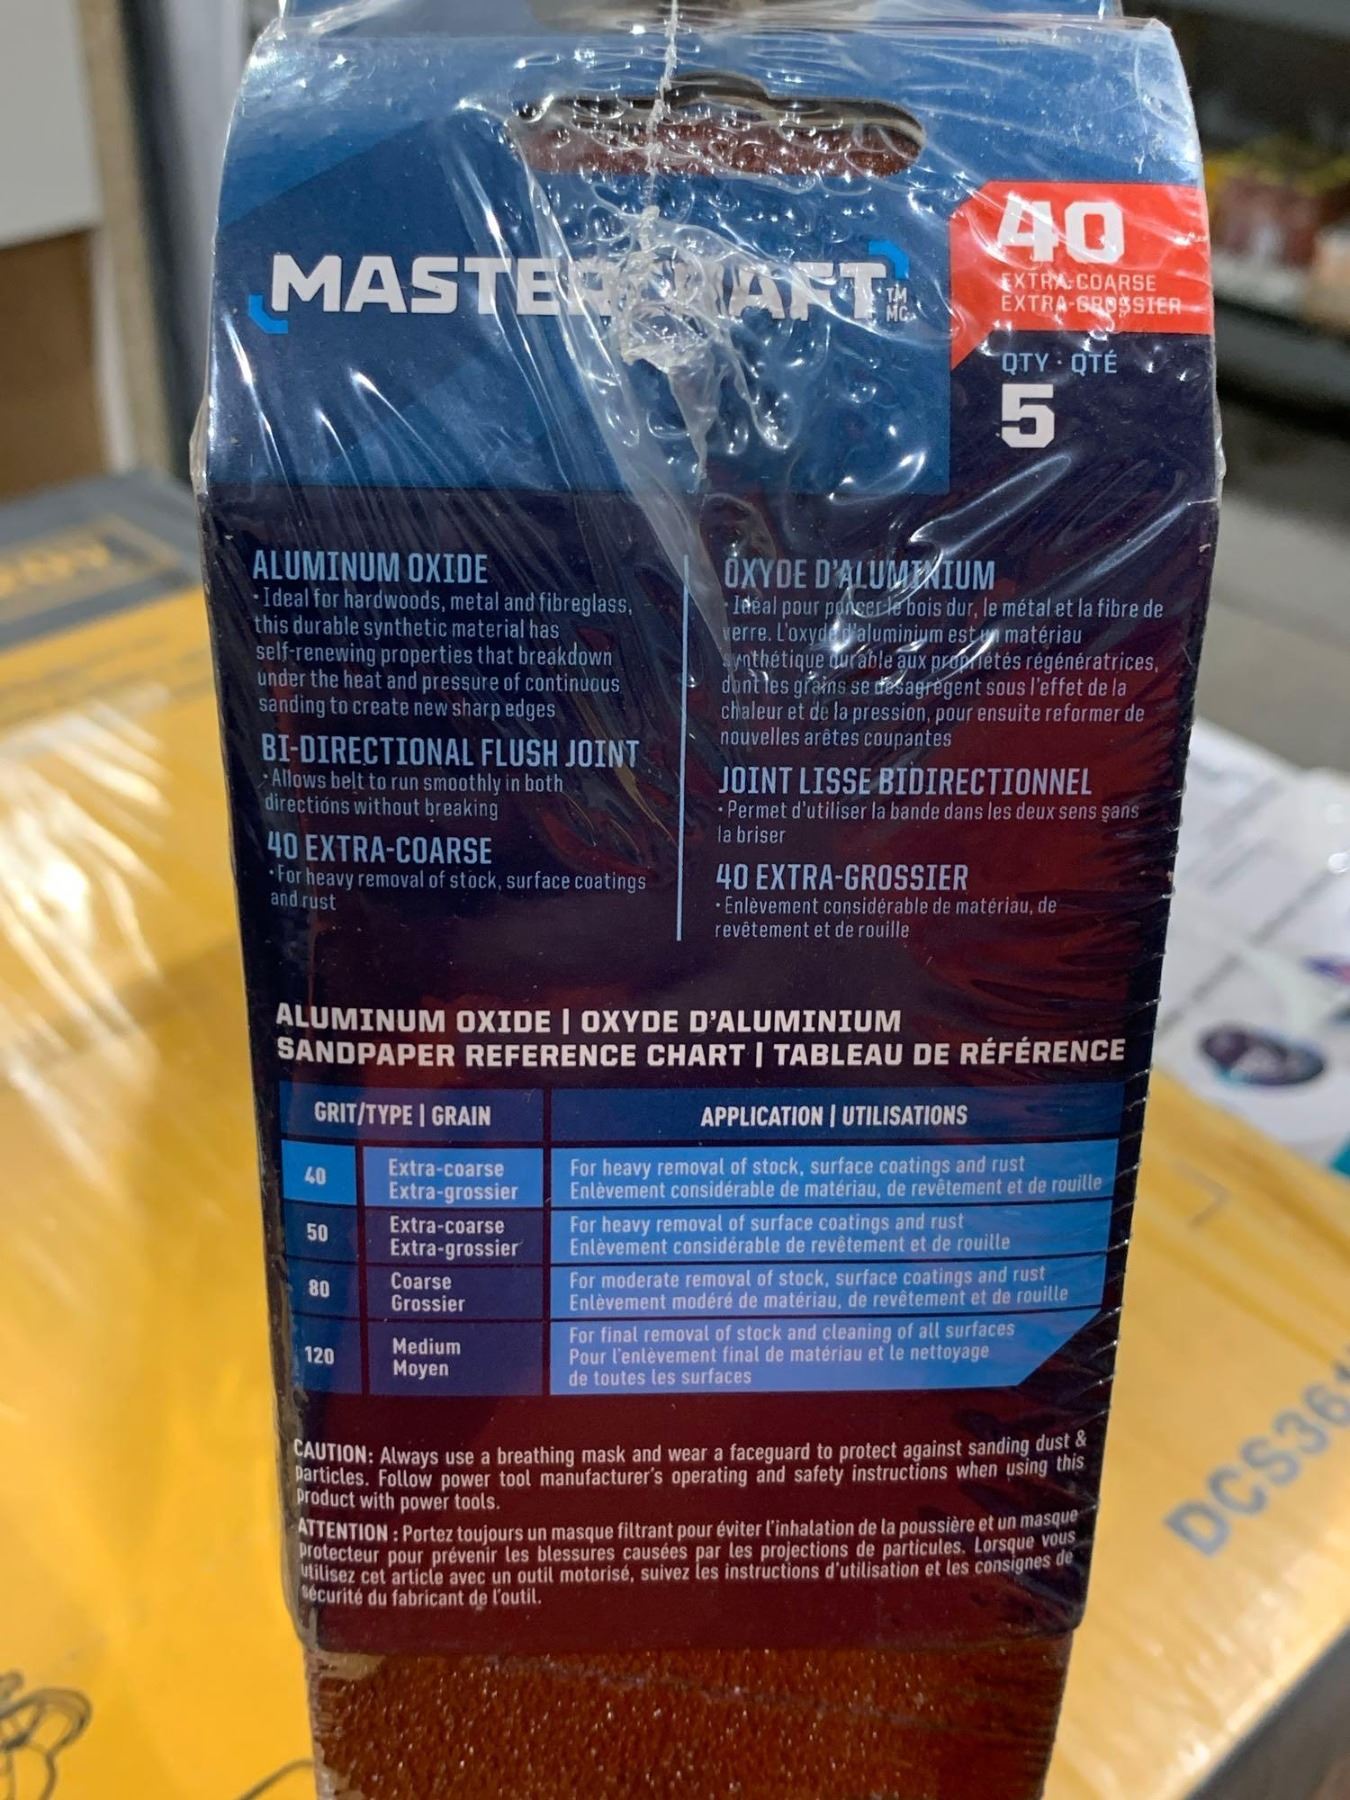 40
EXTRA-COARSE
EXTRA-GROSSIER
MASTERCRAFT
TM
MC
QTY · QTÉ
5
ALUMINUM OXIDE
• Ideal for hardwoods, metal and fibreglass,
this durable synthetic material has
self-renewing properties that breakdown
under the heat and pressure of continuous
sanding to create new sharp edges
BI-DIRECTIONAL FLUSH JOINT
• Allows belt to run smoothly in both
directions without breaking
40 EXTRA-COARSE
• For heavy removal of stock, surface coatings
and rust
OXYDE D'ALUMINIUM
• Idéal pour poncer le bois dur, le métal et la fibre de
verre. L'oxyde d'aluminium est un matériau
synthétique durable aux propriétés régénératrices,
dont les grains se désagrègent sous l'effet de la
chaleur et de la pression, pour ensuite reformer de
nouvelles arêtes coupantes
JOINT LISSE BIDIRECTIONNEL
• Permet d'utiliser la bande dans les deux sens sans
la briser
40 EXTRA-GROSSIER
• Enlèvement considérable de matériau, de
revêtement et de rouille
ALUMINUM OXIDE | OXYDE D'ALUMINIUM
SANDPAPER REFERENCE CHART | TABLEAU DE RÉFÉRENCE
GRIT/TYPE | GRAIN APPLICATION | UTILISATIONS
40 Extra-coarse For heavy removal of stock, surface coatings and rust
Extra-grossier Enlèvement considérable de matériau, de revêtement et de rouille
50 Extra-coarse For heavy removal of surface coatings and rust
Extra-grossier Enlèvement considérable de revêtement et de rouille
80 Coarse For moderate removal of stock, surface coatings and rust
Grossier Enlèvement modéré de matériau, de revêtement et de rouille
120 Medium For final removal of stock and cleaning of all surfaces
Moyen Pour l'enlèvement final de matériau et le nettoyage
de toutes les surfaces
CAUTION: Always use a breathing mask and wear a faceguard to protect against sanding dust &
particles. Follow power tool manufacturer's operating and safety instructions when using this
product with power tools.
ATTENTION : Portez toujours un masque filtrant pour éviter l'inhalation de la poussière et un masque
protecteur pour prévenir les blessures causées par les projections de particules. Lorsque vous
utilisez cet article avec un outil motorisé, suivez les instructions d'utilisation et les consignes de
sécurité du fabricant de l'outil.